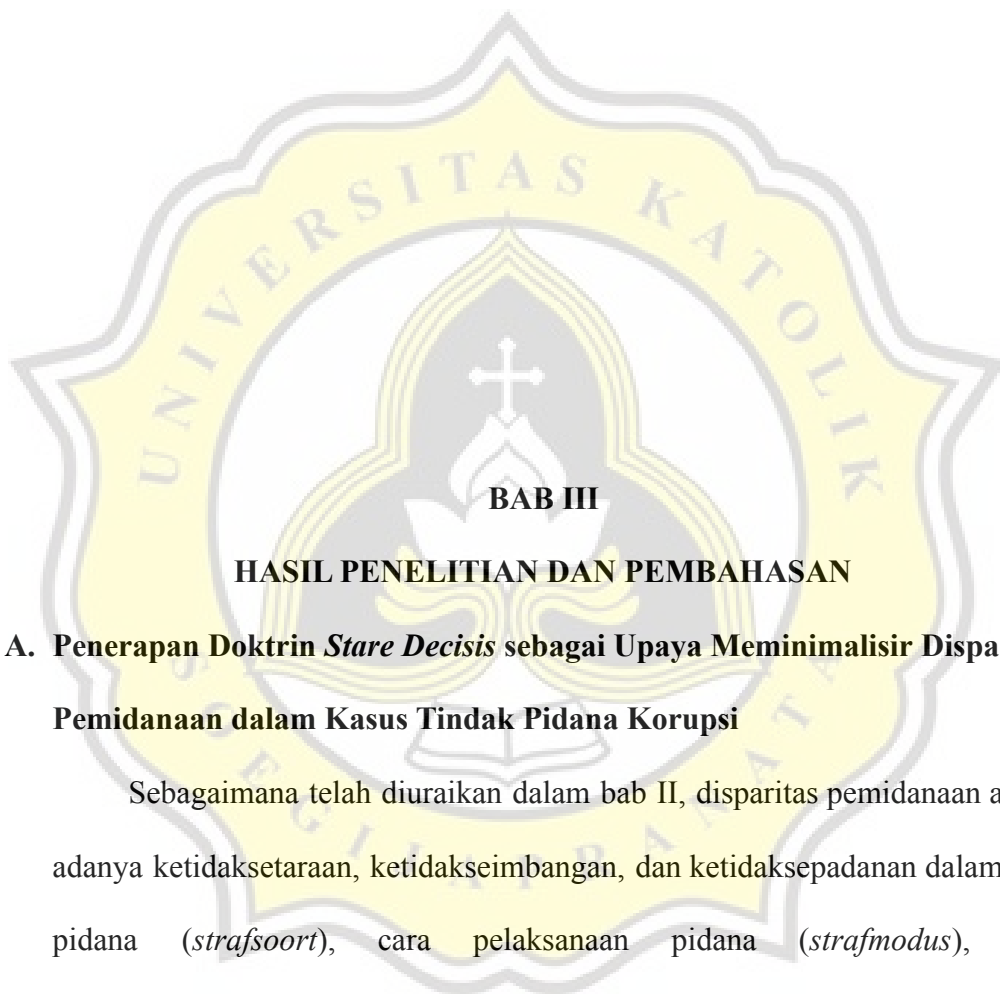 UNIVERSITAS KATOLIK
SOEGIJAPRANATA
BAB III
HASIL PENELITIAN DAN PEMBAHASAN
A. Penerapan Doktrin Stare Decisis sebagai Upaya Meminimalisir Dispa
Pemidanaan dalam Kasus Tindak Pidana Korupsi
Sebagaimana telah diuraikan dalam bab II, disparitas pemidanaan a
adanya ketidaksetaraan, ketidakseimbangan, dan ketidaksepadanan dalam
pidana (strafsoort), cara pelaksanaan pidana (strafmodus),